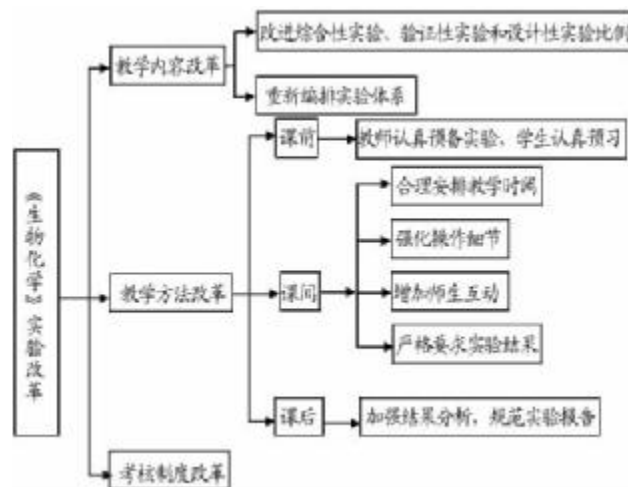 改进综合性实验、验证性实验和设计性实验比例
教学内容改革
重新编排实验体系
课前
教师认真预备实验、学生认真预习
合理安排教学时间
强化操作细节
《生物化学》实验改革
教学方法改革
课间
增加师生互动
严格要求实验结果
课后
加强结果分析，规范实验报告
考核制度改革